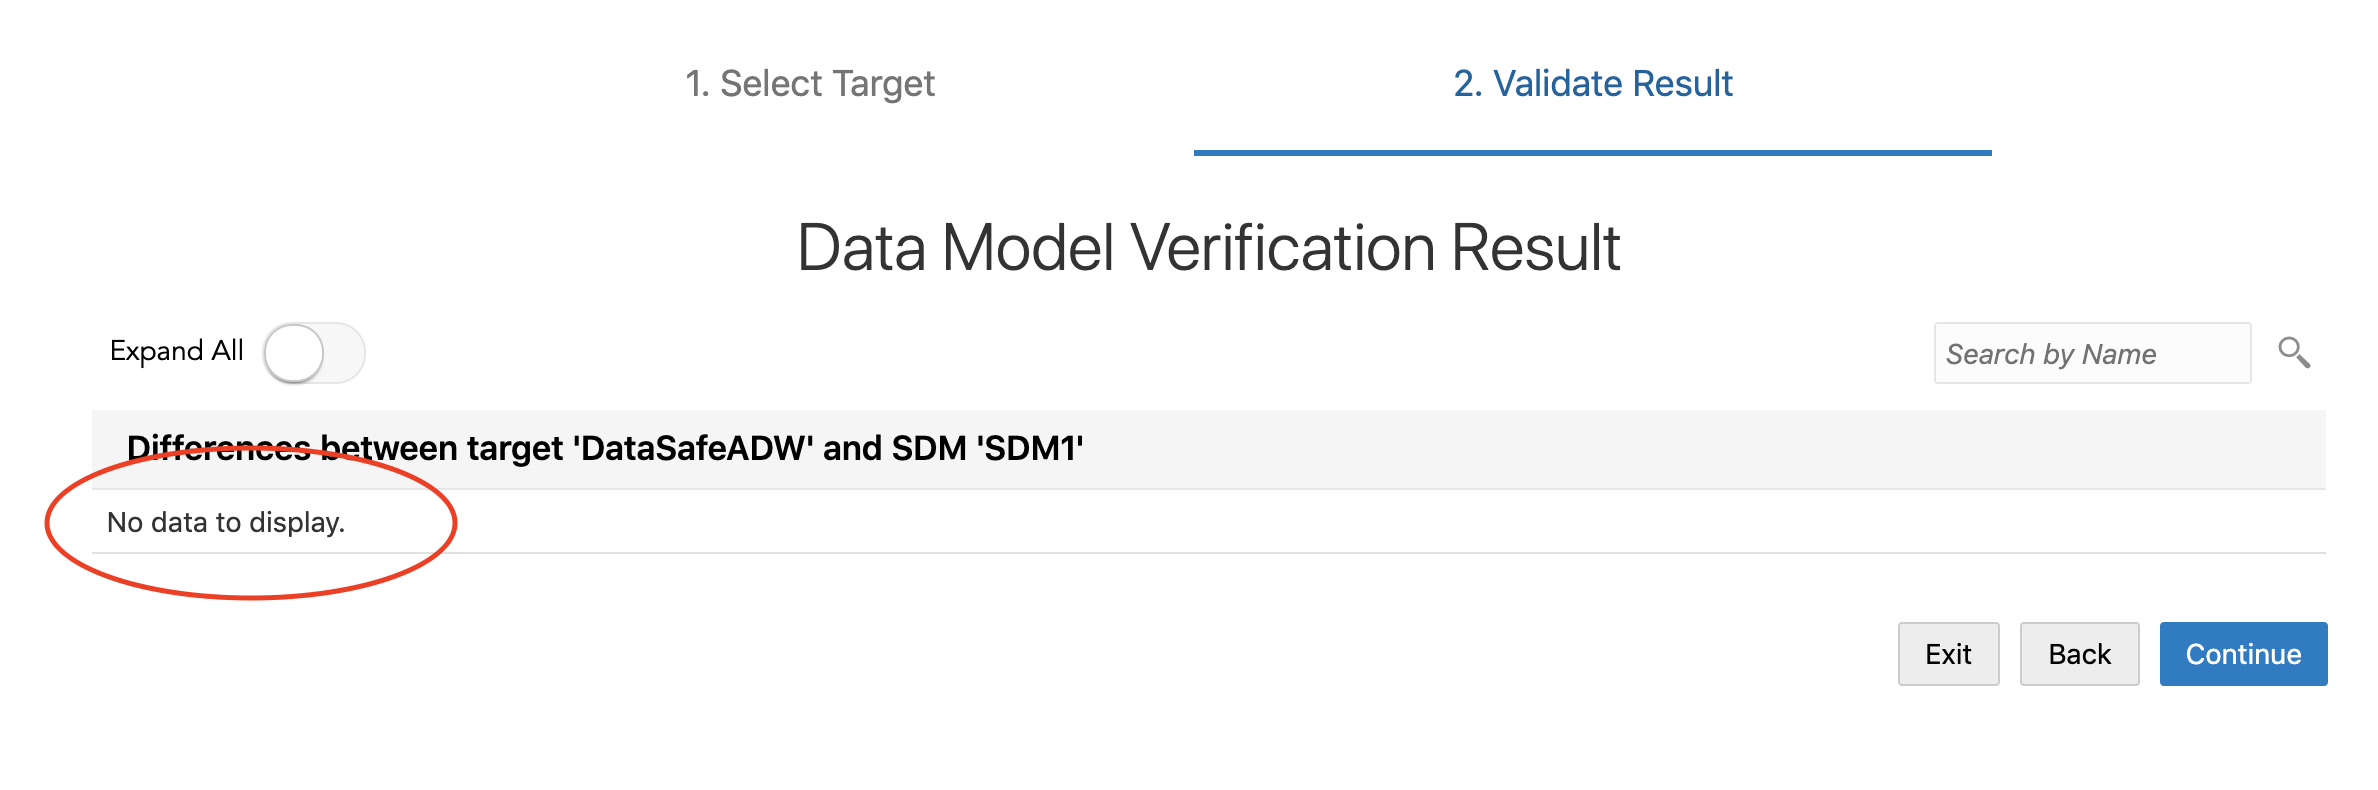 1. Select Target
2. Validate Result
Data Model Verification Result
Expand All
Search by Name
Differences between target 'DataSafeADW' and SDM 'SDM1'
No data to display.
Exit
Back
Continue